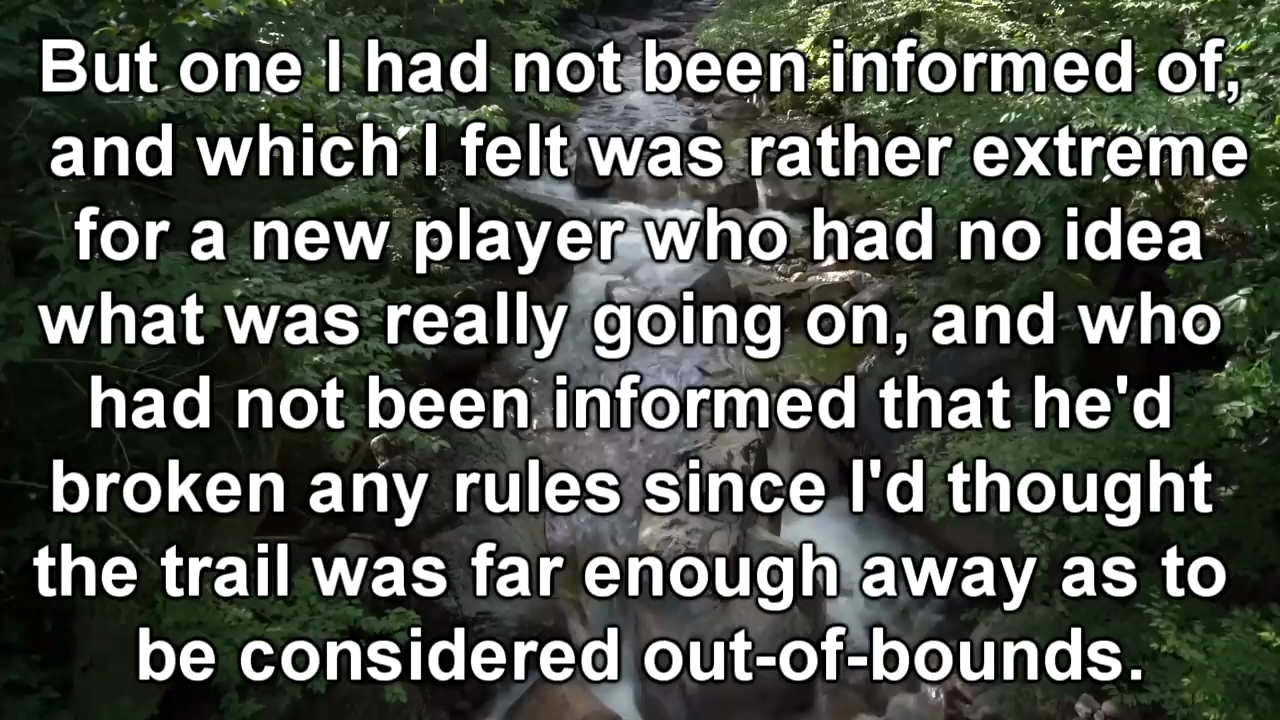 But one I had not been informed of,
and which I felt was rather extreme
for a new player who had no idea
what was really going on, and who
had not been informed that he'd
broken any rules since I'd thought
the trail was far enough away as to
be considered out-of-bounds.